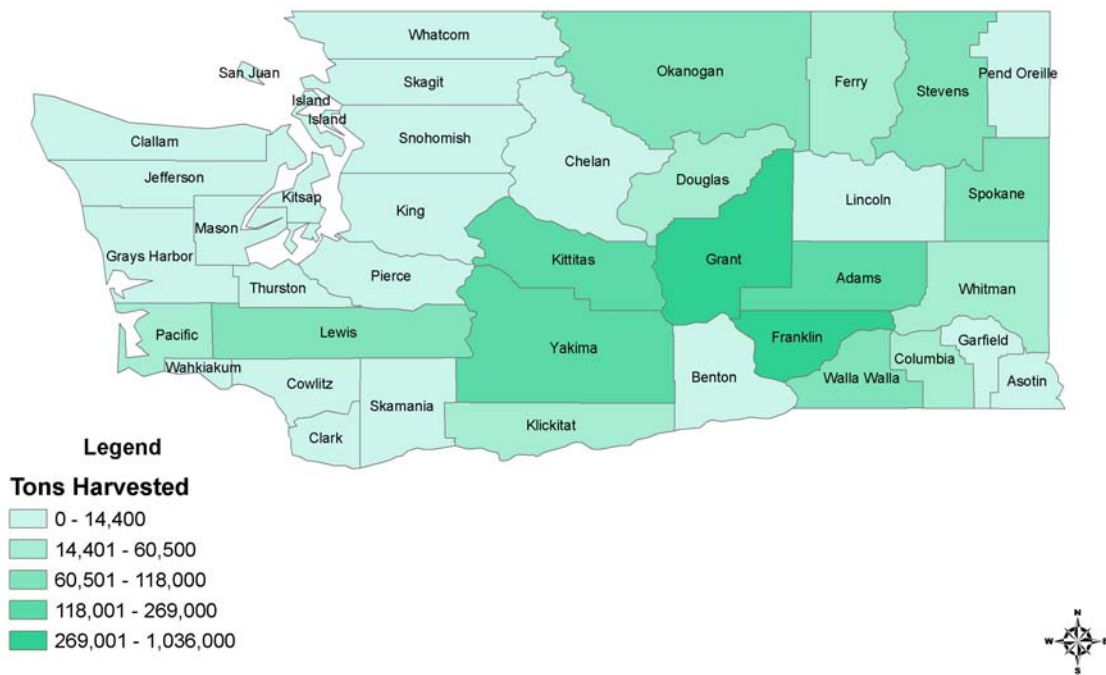 Whatcom
San Juan
Skagit
Okanogan
Ferry
Stevens
Pend Oreille
Island
Island
Snohomish
Clallam
Chelan
Jefferson
Douglas
Kitsap
King
Lincoln
Spokane
Mason
Grays Harbor
Kittitas
Grant
Pierce
Adams
Thurston
Whitman
Pacific
Lewis
Franklin
Garfield
Yakima
Columbia
Wahkiakum
Benton
Walla Walla
Asotin
Cowlitz
Skamania
Klickitat
Clark
Legend
Tons Harvested
0 - 14,400
14,401 - 60,500
60,501 - 118,000
118,001 - 269,000
269,001 - 1,036,000
N
W E
S